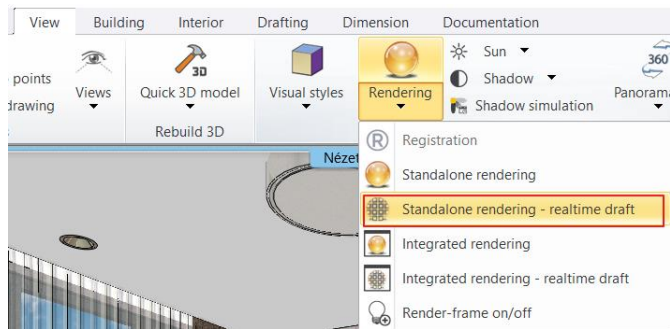 View Building Interior Drafting Dimension Documentation
points
drawing
Views
3D
Quick 3D model
Rebuild 3D
Visual styles
Rendering
Sun
Shadow
Shadow simulation
360
Panorama
Nézet
R Registration
Standalone rendering
Standalone rendering - realtime draft
Integrated rendering
Integrated rendering - realtime draft
Render-frame on/off